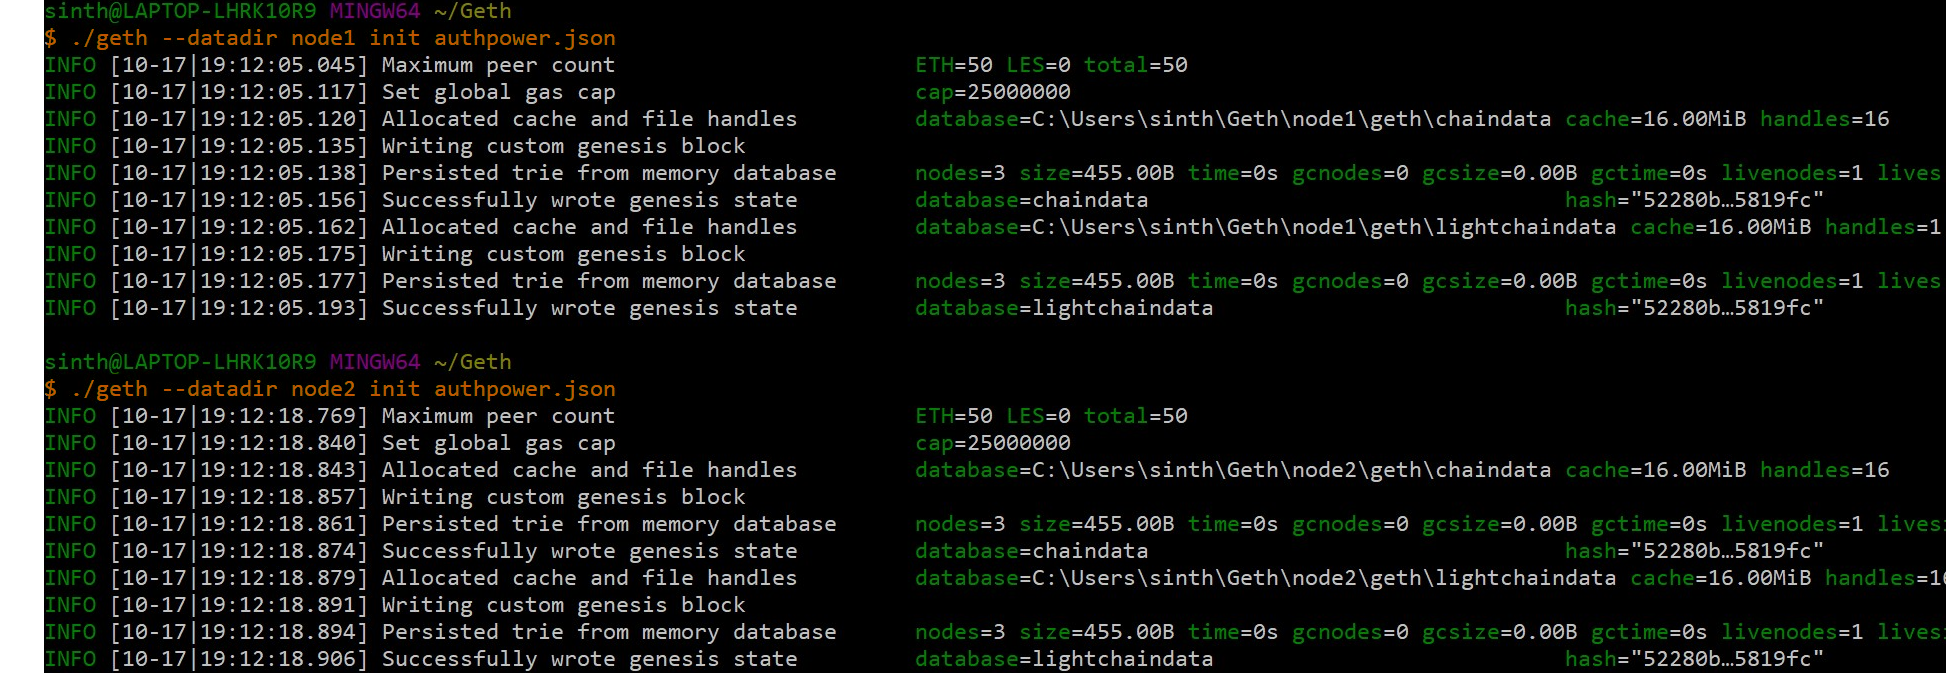 sinth@LAPTOP-LHRK10R9 MINGW64 ~/Geth
$ ./geth --datadir node1 init authpower.json
INFO [10-17|19:12:05.045] Maximum peer count ETH=50 LES=0 total=50
INFO [10-17|19:12:05.117] Set global gas cap cap=25000000
INFO [10-17|19:12:05.120] Allocated cache and file handles database=C:\Users\sinth\Geth\node1\geth\chaindata cache=16.00MiB handles=16
INFO [10-17|19:12:05.135] Writing custom genesis block
INFO [10-17|19:12:05.138] Persisted trie from memory database nodes=3 size=455.00B time=0s gcnodes=0 gcsize=0.00B gctime=0s livenodes=1 lives
INFO [10-17|19:12:05.156] Successfully wrote genesis state database=chaindata hash="52280b…5819fc"
INFO [10-17|19:12:05.162] Allocated cache and file handles database=C:\Users\sinth\Geth\node1\geth\lightchaindata cache=16.00MiB handles=1
INFO [10-17|19:12:05.175] Writing custom genesis block
INFO [10-17|19:12:05.177] Persisted trie from memory database nodes=3 size=455.00B time=0s gcnodes=0 gcsize=0.00B gctime=0s livenodes=1 lives
INFO [10-17|19:12:05.193] Successfully wrote genesis state database=lightchaindata hash="52280b…5819fc"
sinth@LAPTOP-LHRK10R9 MINGW64 ~/Geth
$ ./geth --datadir node2 init authpower.json
INFO [10-17|19:12:18.769] Maximum peer count ETH=50 LES=0 total=50
INFO [10-17|19:12:18.840] Set global gas cap cap=25000000
INFO [10-17|19:12:18.843] Allocated cache and file handles database=C:\Users\sinth\Geth\node2\geth\chaindata cache=16.00MiB handles=16
INFO [10-17|19:12:18.857] Writing custom genesis block
INFO [10-17|19:12:18.861] Persisted trie from memory database nodes=3 size=455.00B time=0s gcnodes=0 gcsize=0.00B gctime=0s livenodes=1 lives
INFO [10-17|19:12:18.874] Successfully wrote genesis state database=chaindata hash="52280b…5819fc"
INFO [10-17|19:12:18.879] Allocated cache and file handles database=C:\Users\sinth\Geth\node2\geth\lightchaindata cache=16.00MiB handles=16
INFO [10-17|19:12:18.891] Writing custom genesis block
INFO [10-17|19:12:18.894] Persisted trie from memory database nodes=3 size=455.00B time=0s gcnodes=0 gcsize=0.00B gctime=0s livenodes=1 lives
INFO [10-17|19:12:18.906] Successfully wrote genesis state database=lightchaindata hash="52280b…5819fc"